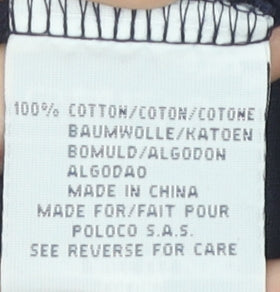 100% COTTON/COTON/COTONE
BAUMWOLLE/KATOEN
BOMULD/ALGODON
ALGODAO
MADE IN CHINA
MADE FOR/FAIT POUR
POLOCO S.A.S.
SEE REVERSE FOR CARE